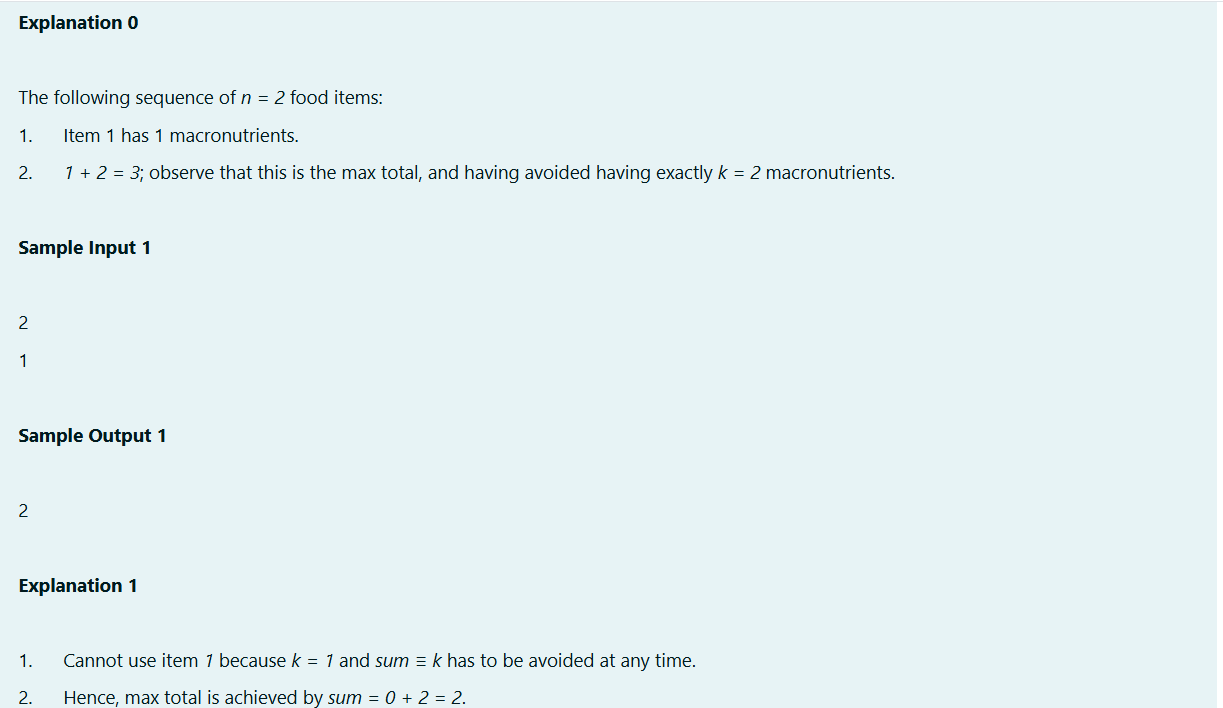 Explanation 0
The following sequence of n = 2 food items:
1. Item 1 has 1 macronutrients.
2. 1 + 2 = 3; observe that this is the max total, and having avoided having exactly k = 2 macronutrients.
Sample Input 1
2
1
Sample Output 1
2
Explanation 1
1. Cannot use item 1 because k = 1 and sum ≡ k has to be avoided at any time.
2. Hence, max total is achieved by sum = 0 + 2 = 2.